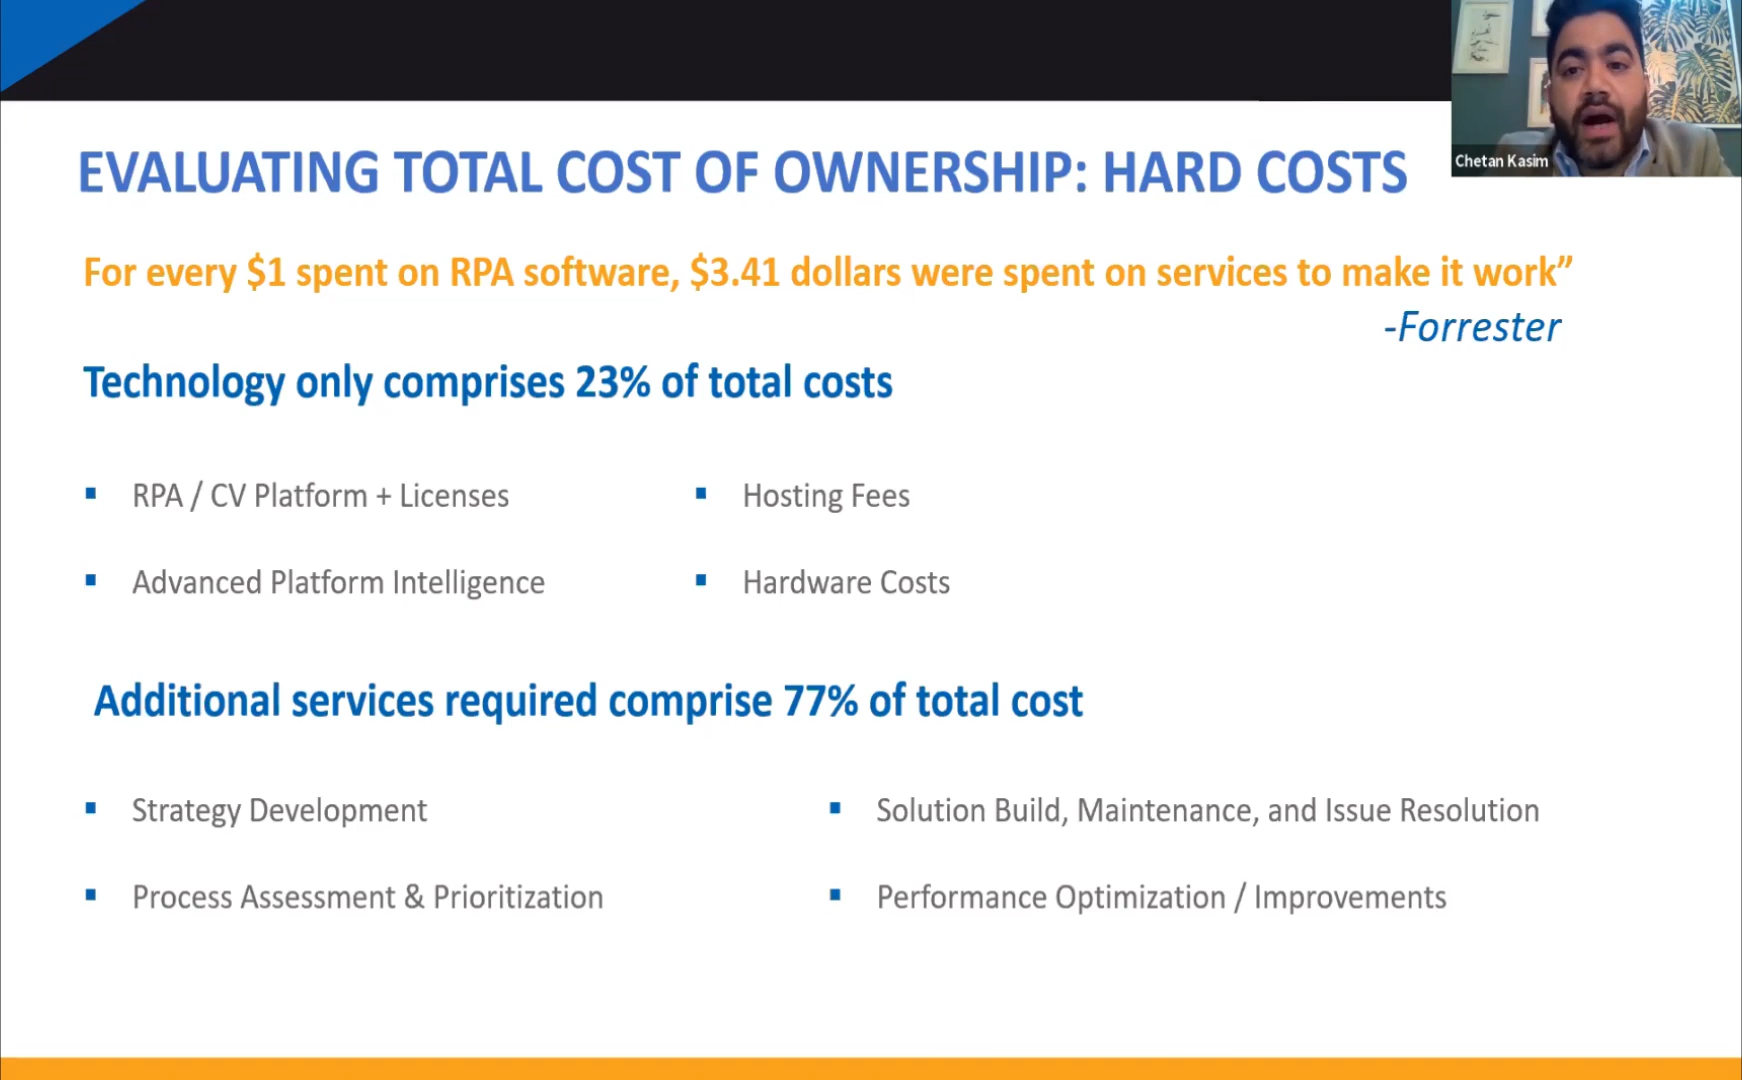 Chetan Kasim
EVALUATING TOTAL COST OF OWNERSHIP: HARD COSTS
For every $1 spent on RPA software, $3.41 dollars were spent on services to make it work”
-Forrester
Technology only comprises 23% of total costs
▪ RPA / CV Platform + Licenses
▪ Advanced Platform Intelligence
▪ Hosting Fees
▪ Hardware Costs
Additional services required comprise 77% of total cost
▪ Strategy Development
▪ Process Assessment & Prioritization
▪ Solution Build, Maintenance, and Issue Resolution
▪ Performance Optimization / Improvements